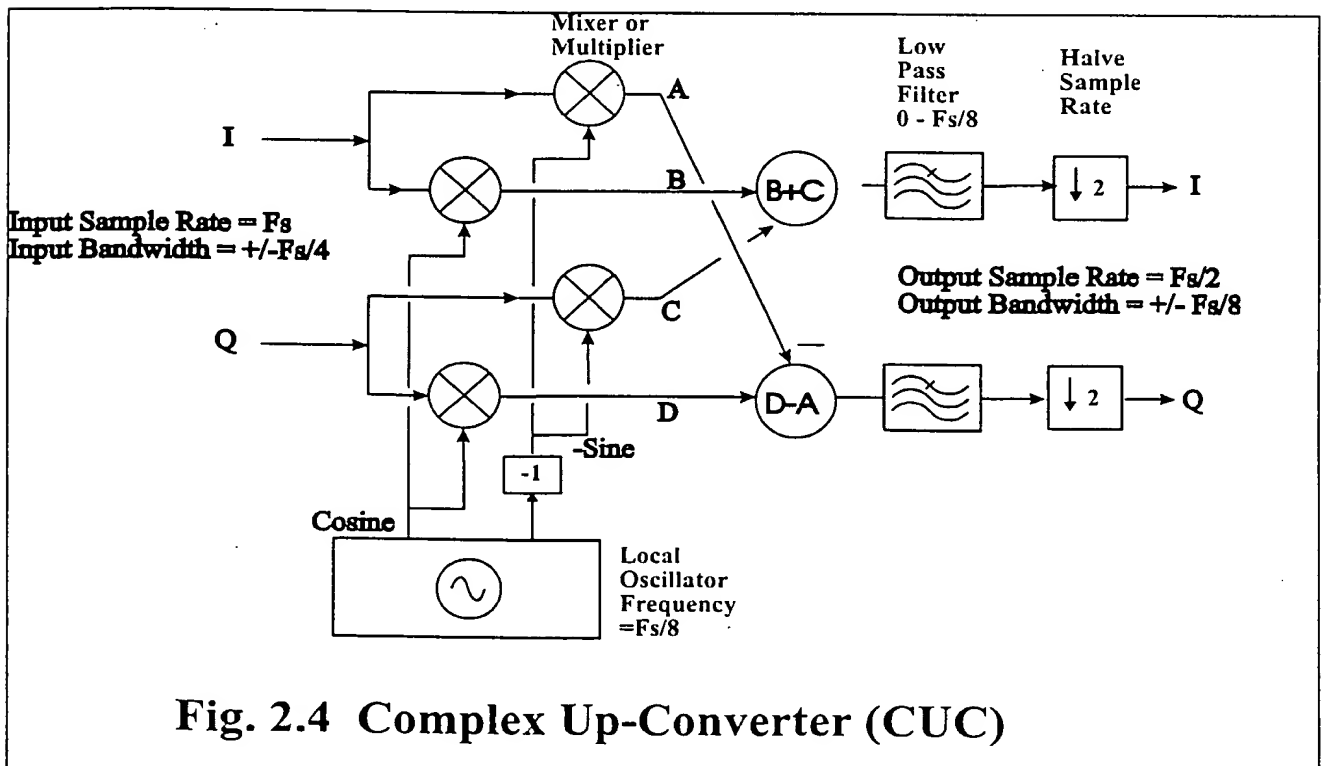 Mixer or
Multiplier
Low
Pass
Filter
0 - Fs/8
Halve
Sample
Rate
A
I
B
B+C
↓ 2
I
Input Sample Rate = Fs
Input Bandwidth = +/-Fs/4
Output Sample Rate = Fs/2
Output Bandwidth = +/- Fs/8
C
Q
—
D
D-A
↓ 2
Q
-Sine
-1
Cosine
Local
Oscillator
Frequency
=Fs/8
Fig. 2.4 Complex Up-Converter (CUC)